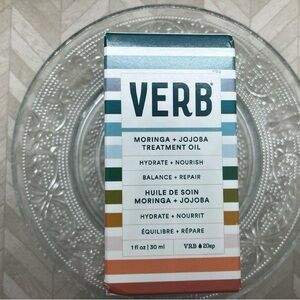 VERB
MORINGA + JOJOBA
TREATMENT OIL
HYDRATE + NOURISH
BALANCE + REPAIR
HUILE DE SOIN
MORINGA + JOJOBA
HYDRATE + NOURRIT
ÉQUILIBRE + RÉPARE
1 fl oz | 30 ml